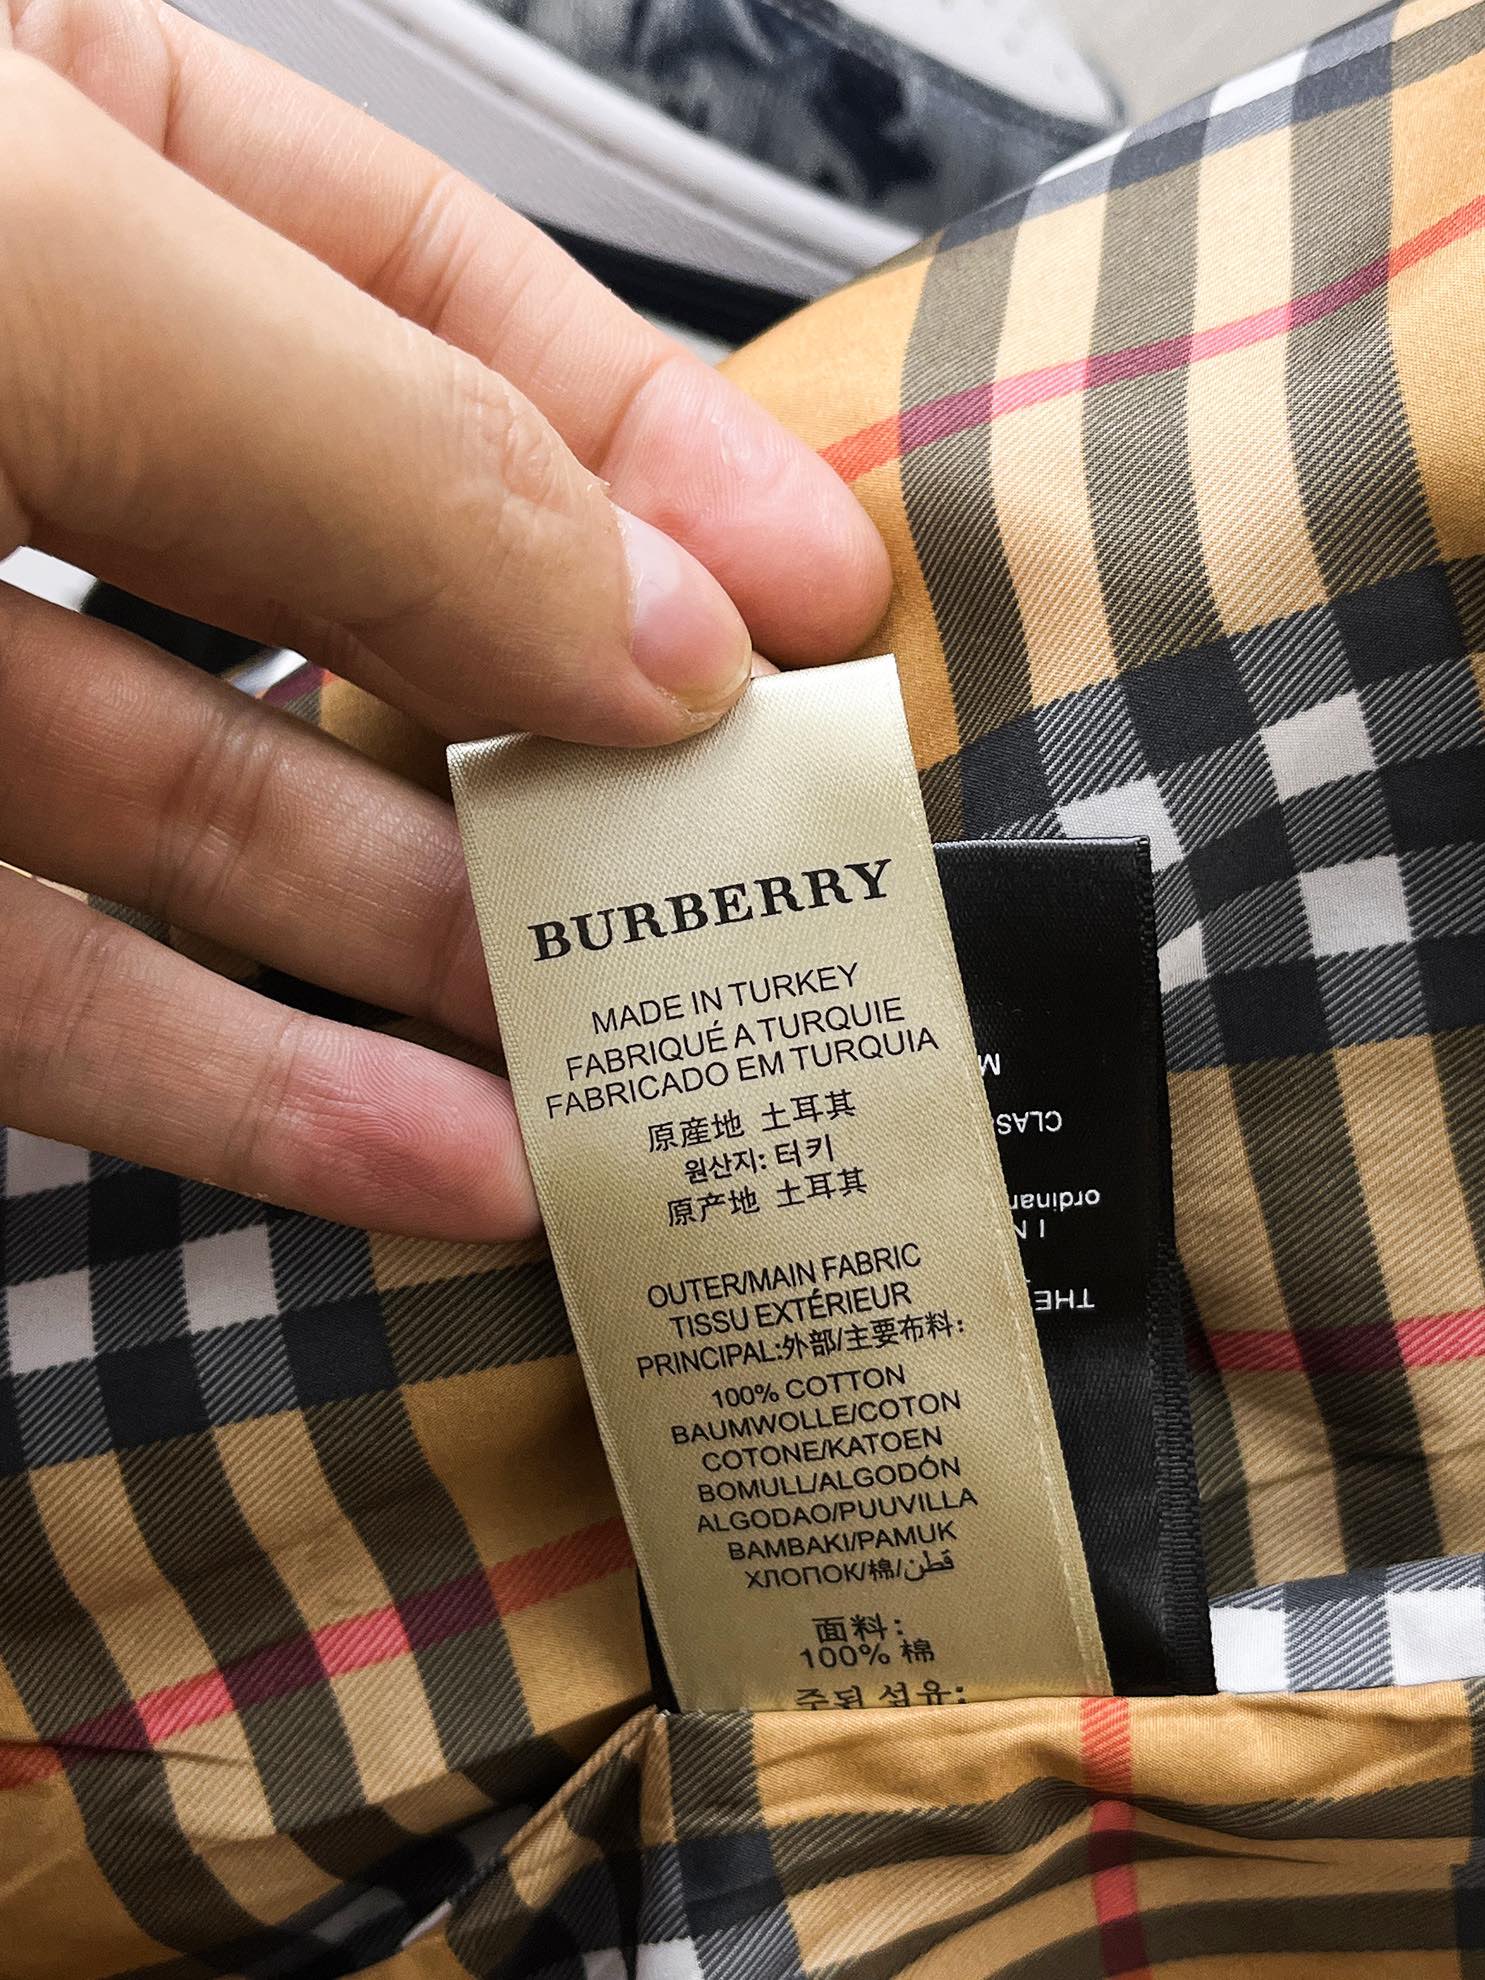 BURBERRY
MADE IN TURKEY
FABRIQUÉ A TURQUIE
FABRICADO EM TURQUIA
原産地 土耳其
원산지: 터키
原产地 土耳其
OUTER/MAIN FABRIC
TISSU EXTÉRIEUR
PRINCIPAL:外部/主要布料:
100% COTTON
BAUMWOLLE/COTON
COTONE/KATOEN
BOMULL/ALGODÓN
ALGODAO/PUUVILLA
BAMBAKI/PAMUK
ХЛОПОК/棉/قطن
面料:
100% 棉
주된 섬유:
THE
I N
ordinar
CLAS
M